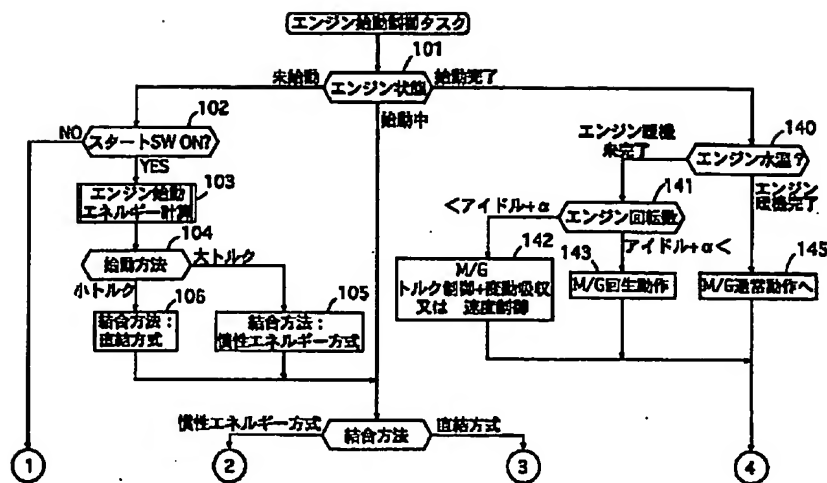 エンジン始動制御タスク
101
未始動
エンジン状態
始動完了
始動中
102
NO
スタートSW ON?
YES
エンジン始動
エネルギー計算
103
104
始動方法
大トルク
小トルク
106
結合方法:
直結方式
105
結合方法:
慣性エネルギー方式
エンジン暖機
未完了
140
エンジン水温?
エンジン
暖機完了
141
<アイドル+α
エンジン回転数
アイドル+α<
142
M/G
トルク制御+変動吸収
又は 速度制御
143
M/G回生動作
145
M/G通常動作へ
慣性エネルギー方式
結合方法
直結方式
1
2
3
4